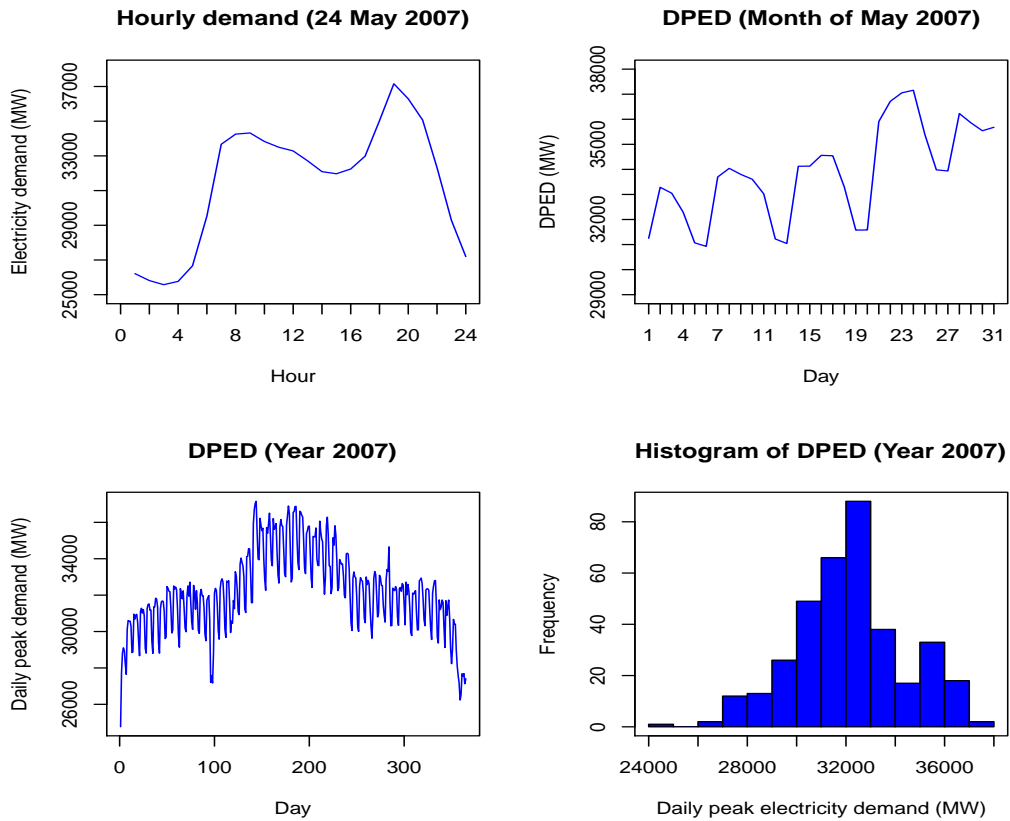 Hourly demand (24 May 2007)
Electricity demand (MW)
37000
33000
29000
25000
0 4 8 12 16 20 24
Hour
DPED (Month of May 2007)
DPED (MW)
38000
35000
32000
29000
1 4 7 11 15 19 23 27 31
Day
DPED (Year 2007)
Daily peak demand (MW)
34000
30000
26000
0 100 200 300
Day
Histogram of DPED (Year 2007)
Frequency
80
60
40
20
0
24000 28000 32000 36000
Daily peak electricity demand (MW)